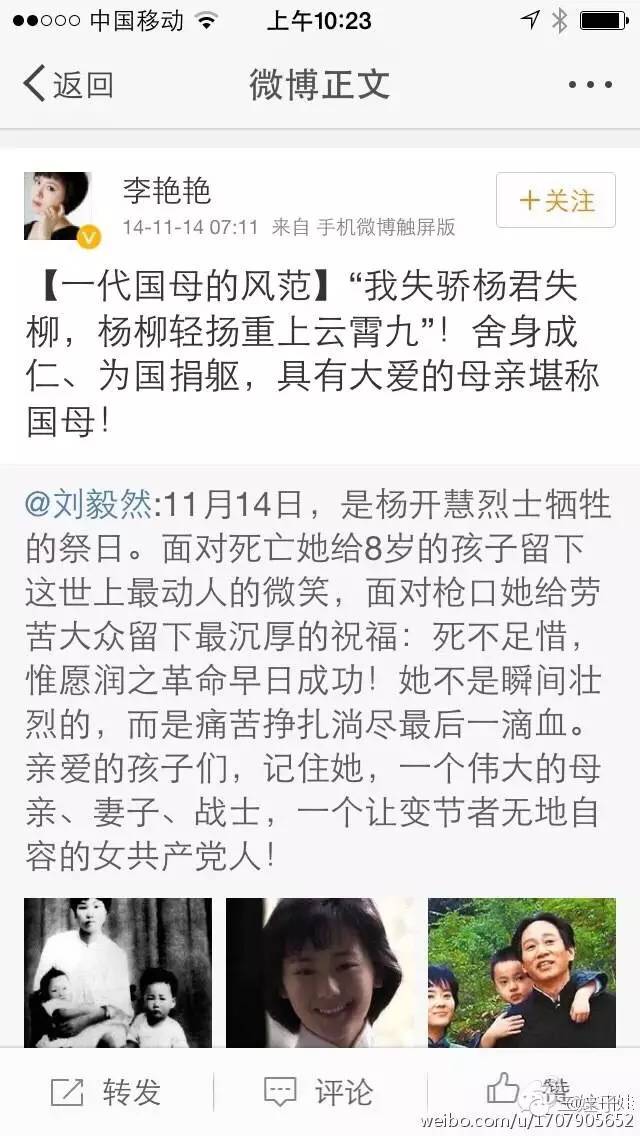 中国移动 上午10:23
返回 微博正文
李艳艳
+关注
14-11-14 07:11 来自 手机微博触屏版
【一代国母的风范】“我失骄杨君失
柳，杨柳轻扬重上云霄九”！舍身成
仁、为国捐躯，具有大爱的母亲堪称
国母！
@刘毅然:11月14日，是杨开慧烈士牺牲
的祭日。面对死亡她给8岁的孩子留下
这世上最动人的微笑，面对枪口她给劳
苦大众留下最沉厚的祝福：死不足惜，
惟愿润之革命早日成功！她不是瞬间壮
烈的，而是痛苦挣扎淌尽最后一滴血。
亲爱的孩子们，记住她，一个伟大的母
亲、妻子、战士，一个让变节者无地自
容的女共产党人！
转发 评论 赞
weibo.com/u/1707905652